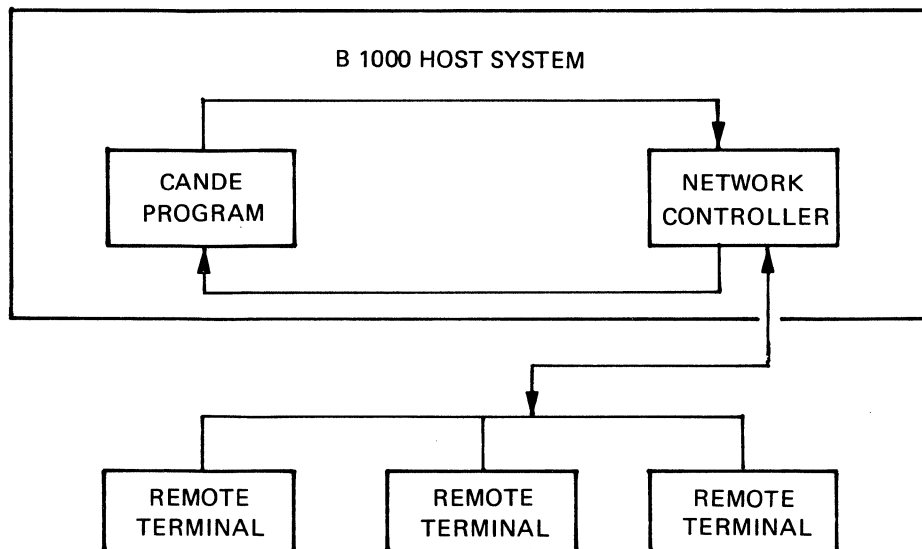 B 1000 HOST SYSTEM
CANDE
PROGRAM
NETWORK
CONTROLLER
REMOTE
TERMINAL
REMOTE
TERMINAL
REMOTE
TERMINAL